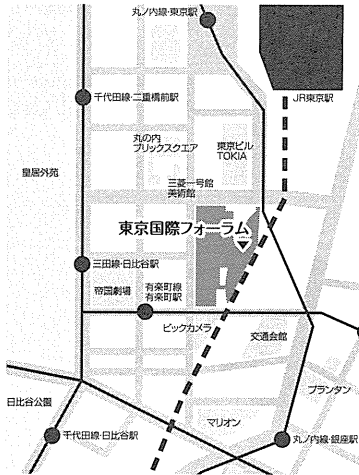 丸ノ内線・東京駅
JR東京駅
千代田線・二重橋前駅
丸の内
ブリックスクエア
東京ビル
TOKIA
皇居外苑
三菱一号館
美術館
東京国際フォーラム
三田線・日比谷駅
帝国劇場
有楽町線
有楽町駅
ビックカメラ
交通会館
プランタン
日比谷公園
マリオン
千代田線・日比谷駅
丸ノ内線・銀座駅